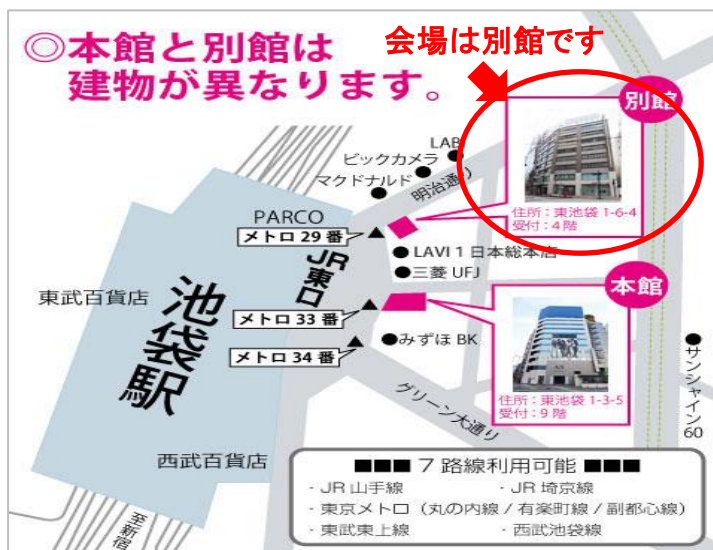 ◎本館と別館は
建物が異なります。
会場は別館です
別館
LABI
ビックカメラ
マクドナルド
明治通り
住所：東池袋 1-6-4
受付：4 階
PARCO
メトロ 29 番
JR東口
LAVI 1 日本総本店
三菱 UFJ
本館
東武百貨店
池袋駅
メトロ 33 番
メトロ 34 番
みずほ BK
住所：東池袋 1-3-5
受付：9 階
サンシャイン60
グリーン大通り
西武百貨店
至新宿
■■■ 7 路線利用可能 ■■■
・JR 山手線
・JR 埼京線
・東京メトロ（丸の内線 / 有楽町線 / 副都心線）
・東武東上線
・西武池袋線